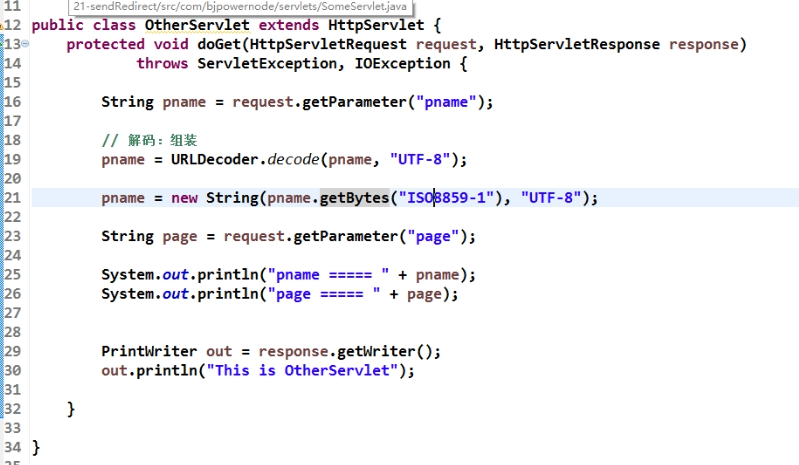 21-sendRedirect/src/com/bjpowernode/servlets/SomeServlet.java
11
12 public class OtherServlet extends HttpServlet {
13 protected void doGet(HttpServletRequest request, HttpServletResponse response)
14 throws ServletException, IOException {
15
16 String pname = request.getParameter("pname");
17
18 // 解码：组装
19 pname = URLDecoder.decode(pname, "UTF-8");
20
21 pname = new String(pname.getBytes("ISO8859-1"), "UTF-8");
22
23 String page = request.getParameter("page");
24
25 System.out.println("pname ===== " + pname);
26 System.out.println("page ===== " + page);
27
28
29 PrintWriter out = response.getWriter();
30 out.println("This is OtherServlet");
31
32 }
33
34 }